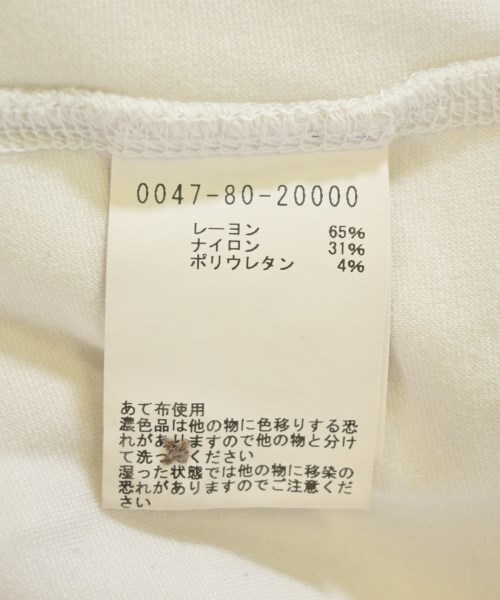 0047-80-20000
レーヨン 65%
ナイロン 31%
ポリウレタン 4%
あて布使用
濃色品は他の物に色移りする恐
れがありますので他の物と分け
て洗っ ください
湿った状態では他の物に移染の
恐れがありますのでご注意くだ
さい